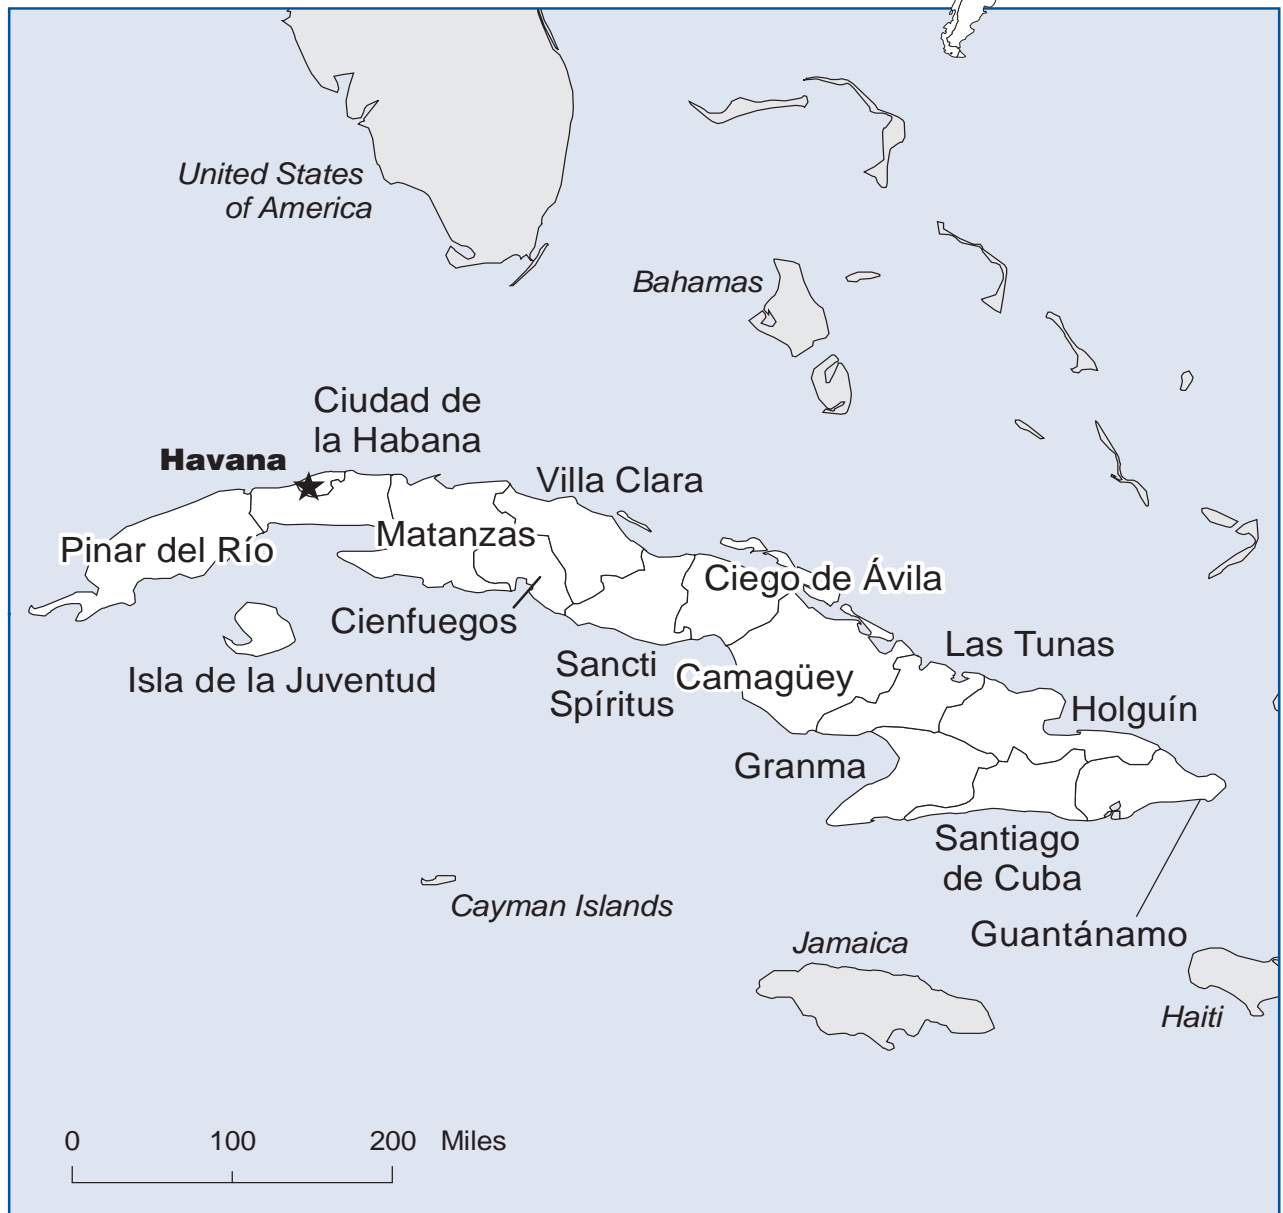 United States
of America
Bahamas
Ciudad de
la Habana
Havana
Villa Clara
Matanzas
Pinar del Río
Ciego de Ávila
Cienfuegos
Las Tunas
Sancti
Spíritus
Camagüey
Isla de la Juventud
Holguín
Granma
Santiago
de Cuba
Cayman Islands
Guantánamo
Jamaica
Haiti
0 100 200 Miles